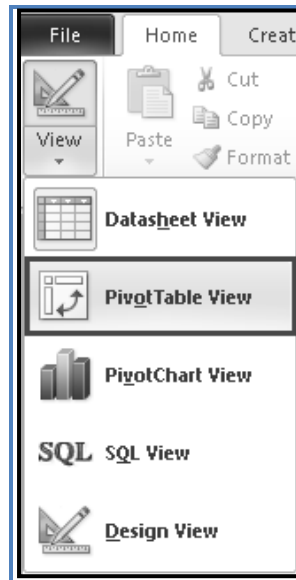 File Home Creat
Cut
Copy
View Paste
Format
Datasheet View
PivotTable View
PivotChart View
SQL SQL View
Design View